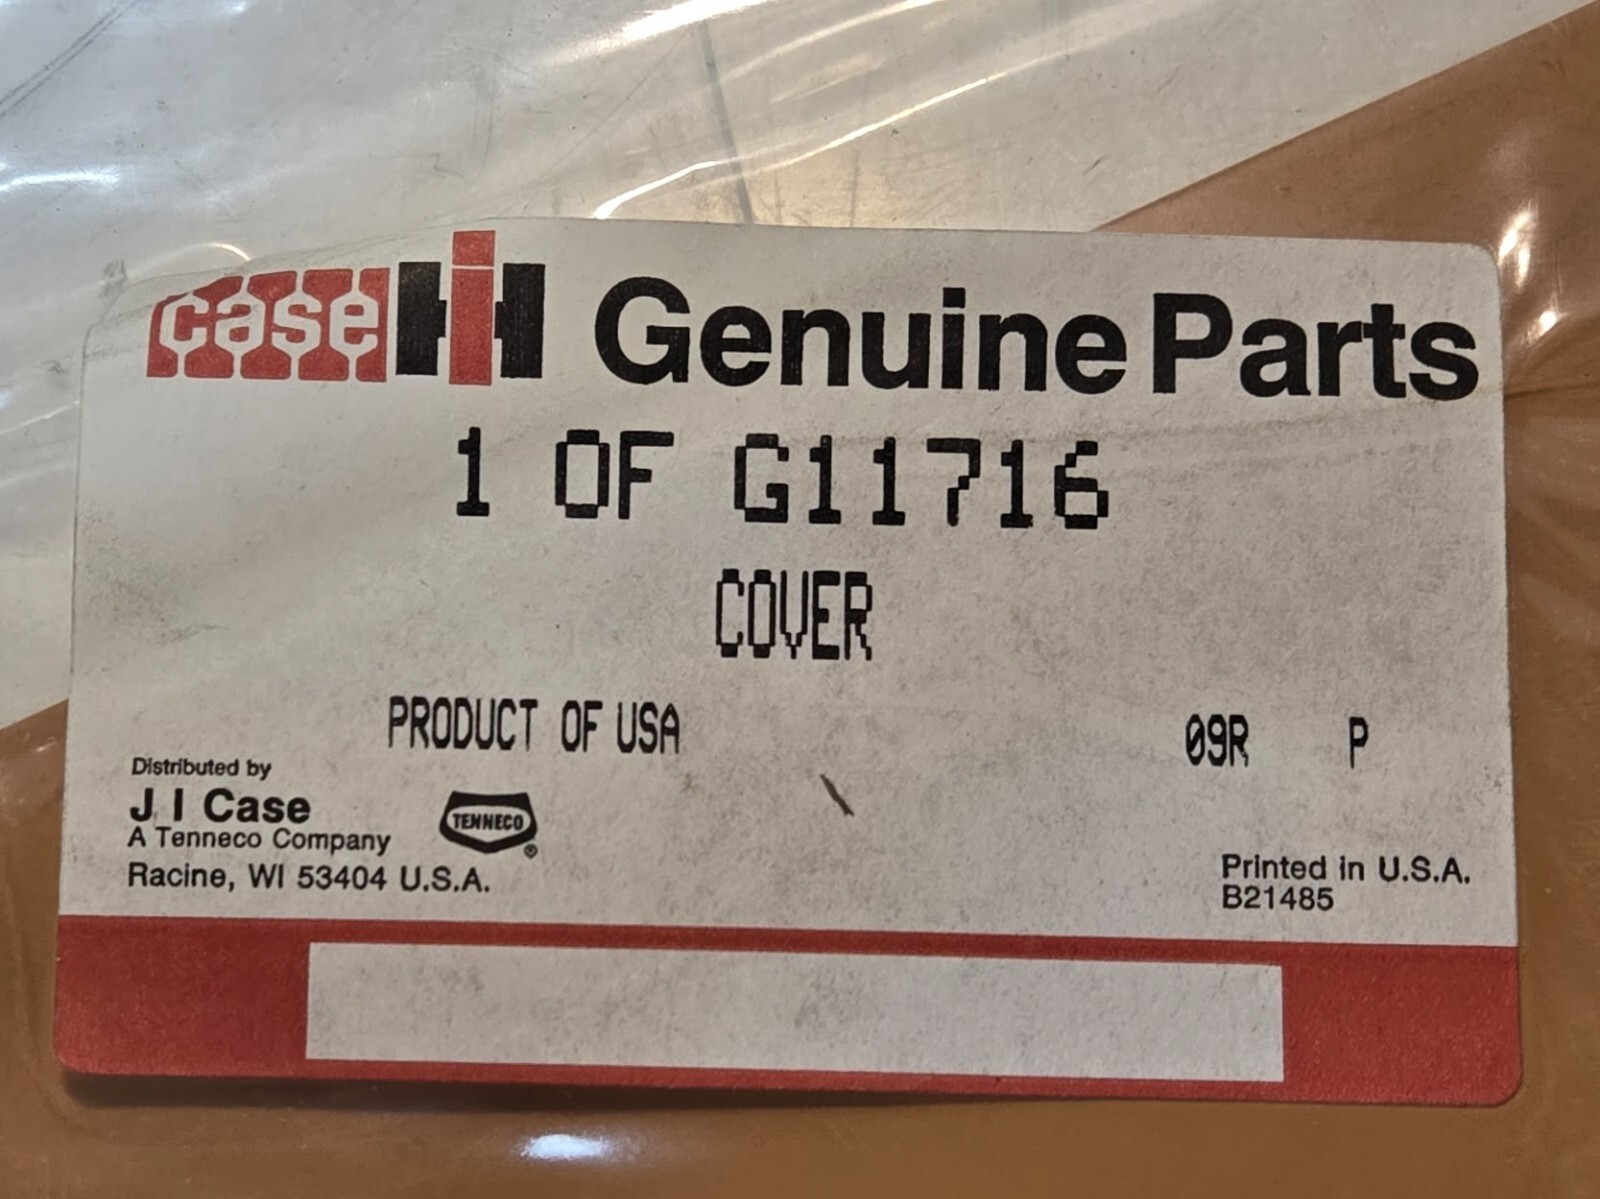 case IH Genuine Parts
1 OF G11716
COVER
PRODUCT OF USA 09R P
Distributed by
J I Case
A Tenneco Company
TENNECO ®
Racine, WI 53404 U.S.A.
Printed in U.S.A.
B21485